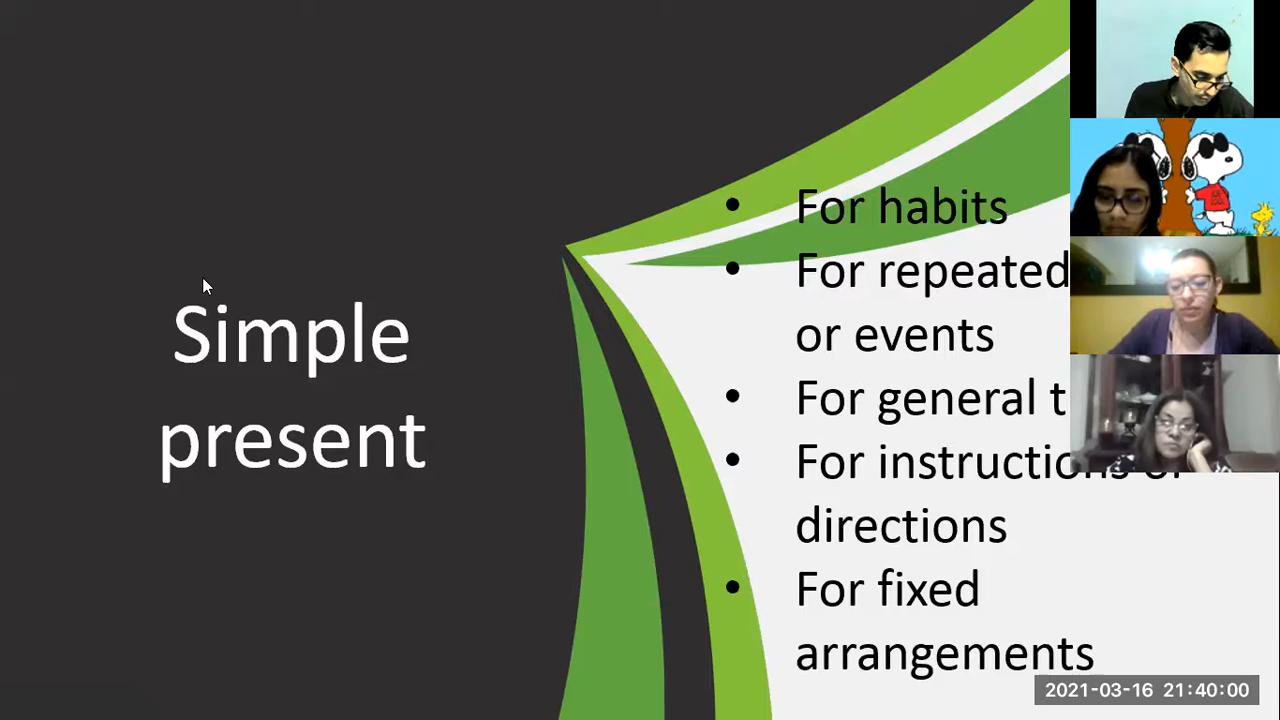 Simple
present
• For habits
• For repeated
or events
• For general
• For instructions or
directions
• For fixed
arrangements
2021-03-16 21:40:00